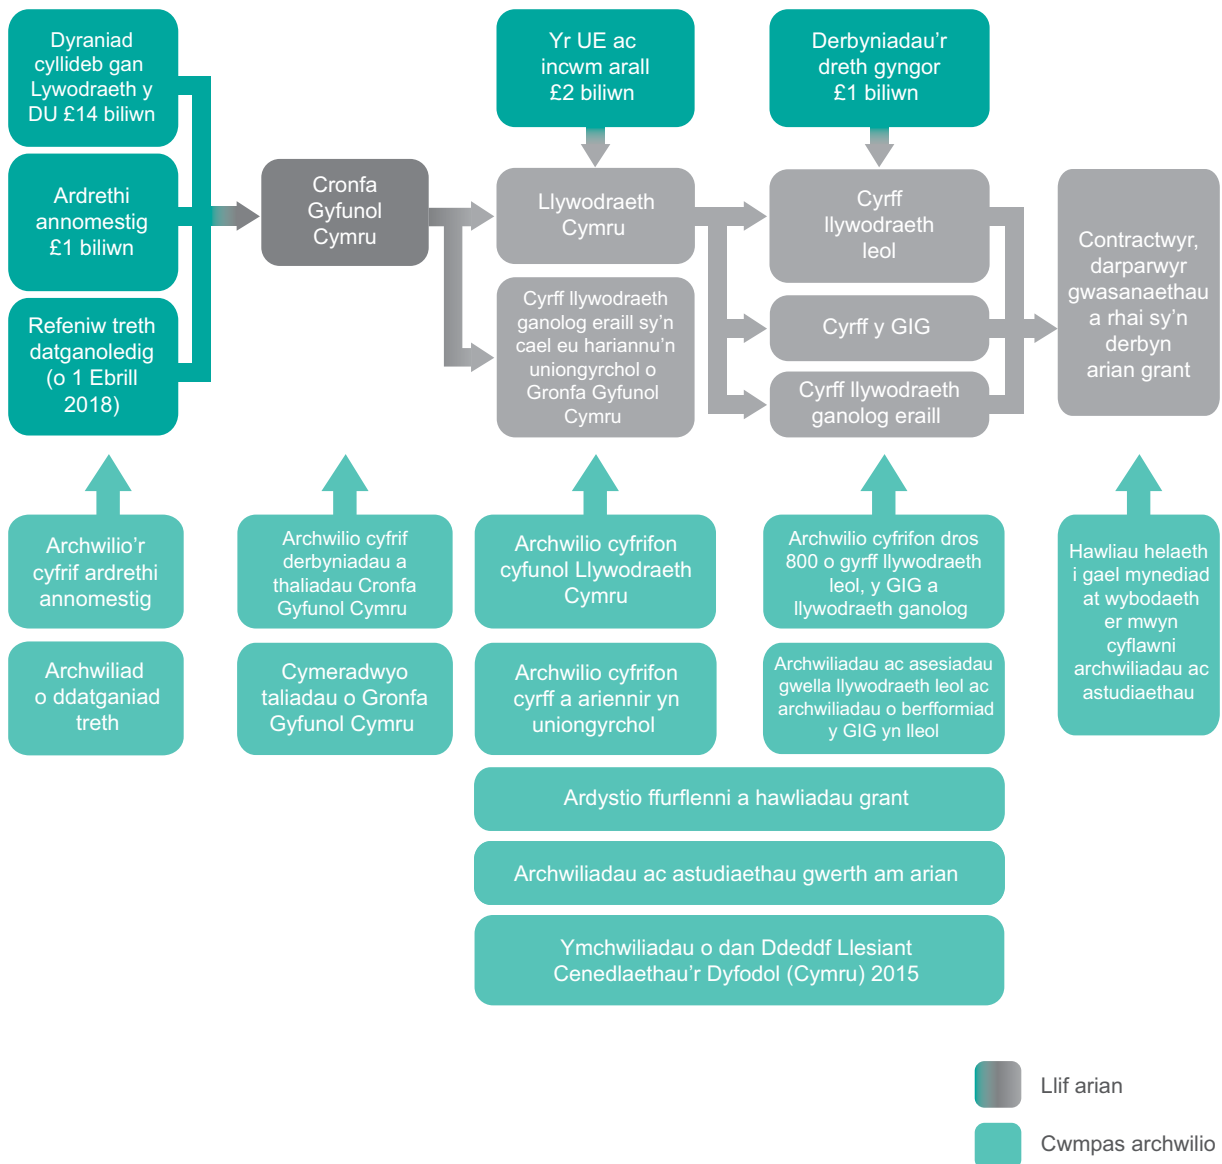 Dyraniad
cyllideb gan
Lywodraeth y
DU £14 biliwn
Ardrethi
annomestig
£1 biliwn
Refeniw treth
datganoledig
(o 1 Ebrill
2018)
Cronfa
Gyfunol
Cymru
Yr UE ac
incwm arall
£2 biliwn
Llywodraeth
Cymru
Cyrff llywodraeth
ganolog eraill sy'n
cael eu hariannu'n
uniongyrchol o
Gronfa Gyfunol
Cymru
Derbyniadau'r
dreth gyngor
£1 biliwn
Cyrff
llywodraeth
leol
Cyrff y GIG
Cyrff llywodraeth
ganolog eraill
Contractwyr,
darparwyr
gwasanaethau
a rhai sy'n
derbyn
arian grant
Archwilio'r
cyfrif ardrethi
annomestig
Archwiliad
o ddatganiad
treth
Archwilio cyfrif
derbyniadau a
thaliadau Cronfa
Gyfunol Cymru
Cymeradwyo
taliadau o Gronfa
Gyfunol Cymru
Archwilio cyfrifon
cyfunol Llywodraeth
Cymru
Archwilio cyfrifon
cyrff a ariennir yn
uniongyrchol
Archwilio cyfrifon dros
800 o gyrff llywodraeth
leol, y GIG a
llywodraeth ganolog
Archwiliadau ac asesiadau
gwella llywodraeth leol ac
archwiliadau o berfformiad
y GIG yn lleol
Hawliau helaeth
i gael mynediad
at wybodaeth
er mwyn
cyflawni
archwiliadau ac
astudiaethau
Ardystio ffurflenni a hawliadau grant
Archwiliadau ac astudiaethau gwerth am arian
Ymchwiliadau o dan Ddeddf Llesiant
Cenedlaethau'r Dyfodol (Cymru) 2015
Llif arian
Cwmpas archwilio